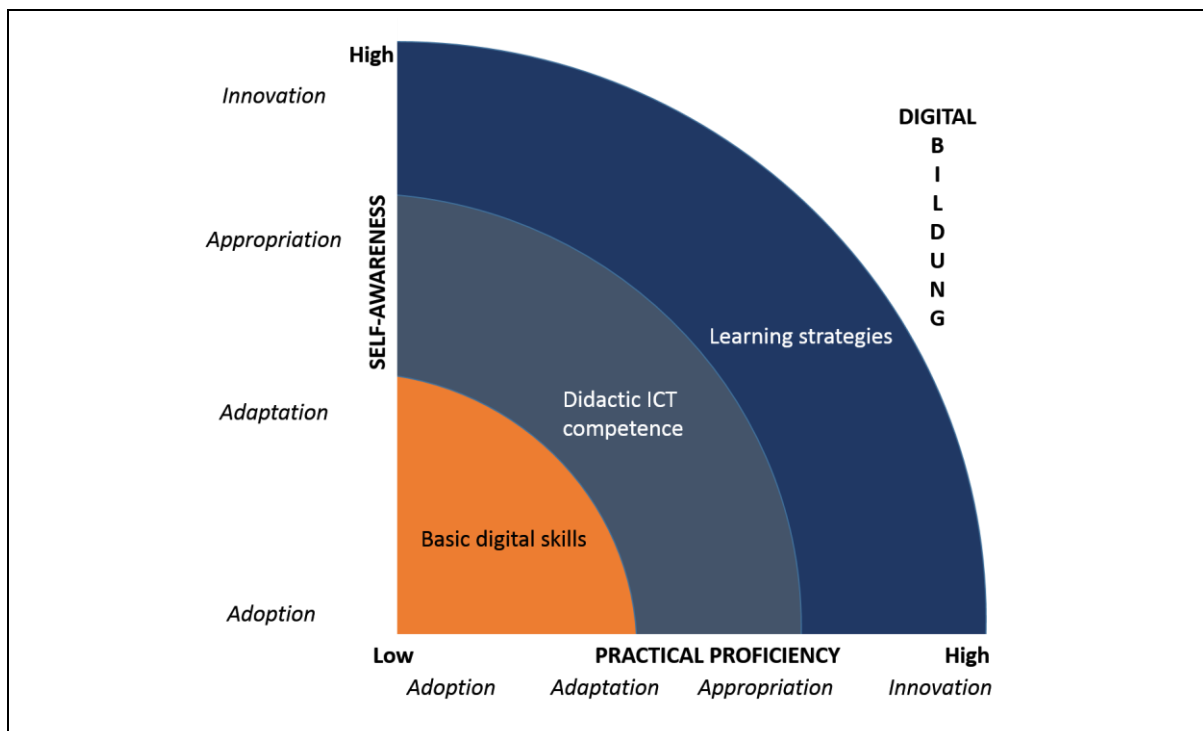 High
Innovation
DIGITAL
B
I
L
D
U
N
G
SELF-AWARENESS
Appropriation
Learning strategies
Didactic ICT
competence
Adaptation
Basic digital skills
Adoption
Low PRACTICAL PROFICIENCY High
Adoption Adaptation Appropriation Innovation